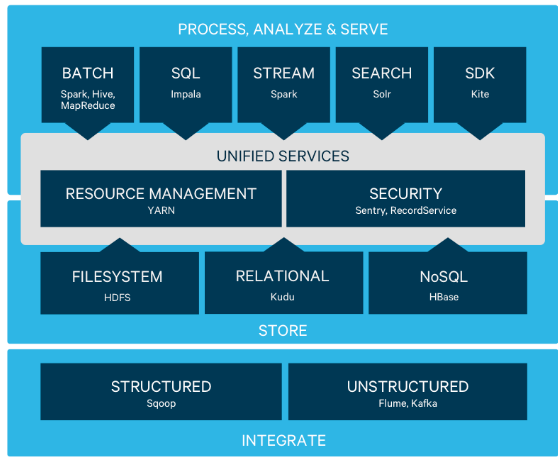 PROCESS, ANALYZE & SERVE
BATCH
Spark, Hive,
MapReduce
SQL
Impala
STREAM
Spark
SEARCH
Solr
SDK
Kite
UNIFIED SERVICES
RESOURCE MANAGEMENT
YARN
SECURITY
Sentry, RecordService
FILESYSTEM
HDFS
RELATIONAL
Kudu
NoSQL
HBase
STORE
STRUCTURED
Sqoop
UNSTRUCTURED
Flume, Kafka
INTEGRATE